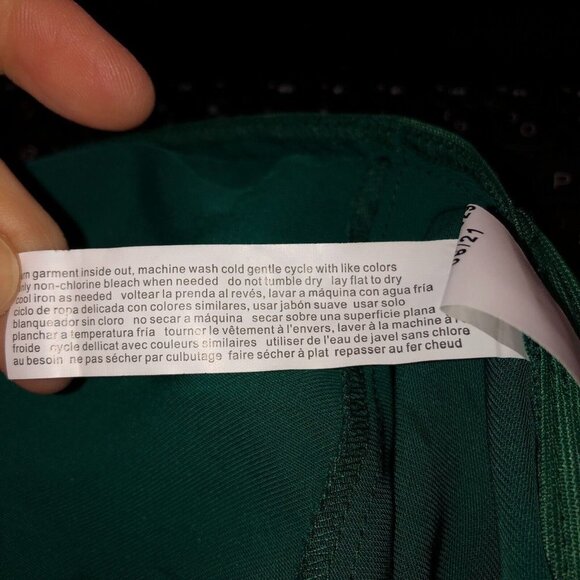 garment inside out, machine wash cold gentle cycle with like colors
only non-chlorine bleach when needed do not tumble dry lay flat to dry
cool iron as needed voltear la prenda al revés, lavar a máquina con agua fría
ciclo de ropa delicada con colores similares, usar jabón suave usar solo
blanqueador sin cloro no secar a máquina secar sobre una superficie plana
planchar a temperatura fria tourner le vêtement à l'envers, laver à la machine à
froide cycle dellicat avec couleurs similaires utiliser de l'eau de javel sans chlore
au besoin ne pas sécher par culbutage faire sécher à plat repasser au fer cheud